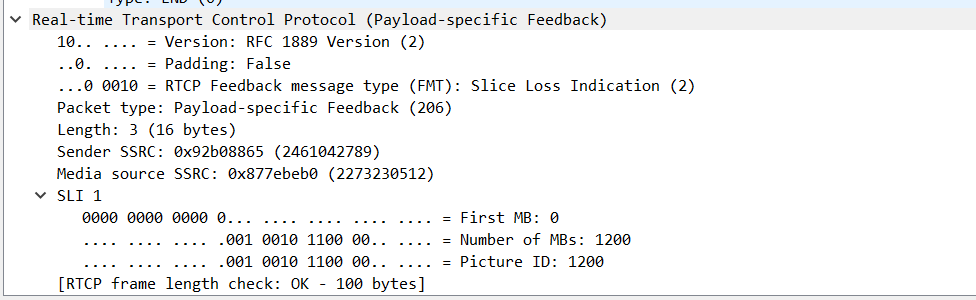 Type: END (0)
Real-time Transport Control Protocol (Payload-specific Feedback)
10.. .... = Version: RFC 1889 Version (2)
..0. .... = Padding: False
...0 0010 = RTCP Feedback message type (FMT): Slice Loss Indication (2)
Packet type: Payload-specific Feedback (206)
Length: 3 (16 bytes)
Sender SSRC: 0x92b08865 (2461042789)
Media source SSRC: 0x877ebeb0 (2273230512)
SLI 1
0000 0000 0000 0... .... .... .... .... = First MB: 0
.... .... .... .001 0010 1100 00.. .... = Number of MBs: 1200
.... .... .... .001 0010 1100 00.. .... = Picture ID: 1200
[RTCP frame length check: OK - 100 bytes]